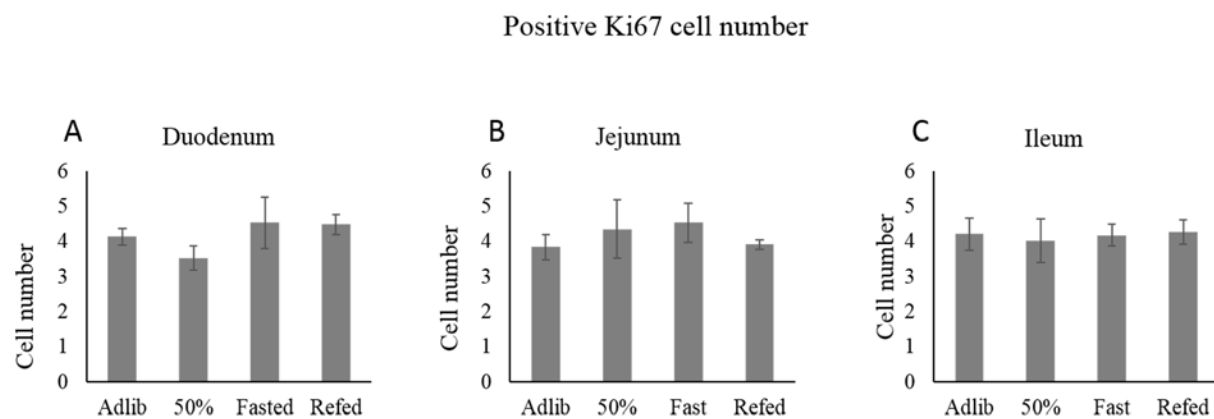 Positive Ki67 cell number
A
Duodenum
Cell number
6
5
4
3
2
1
0
Adlib 50% Fasted Refed
B
Jejunum
Cell number
6
5
4
3
2
1
0
Adlib 50% Fast Refed
C
Ileum
Cell number
6
5
4
3
2
1
0
Adlib 50% Fast Refed